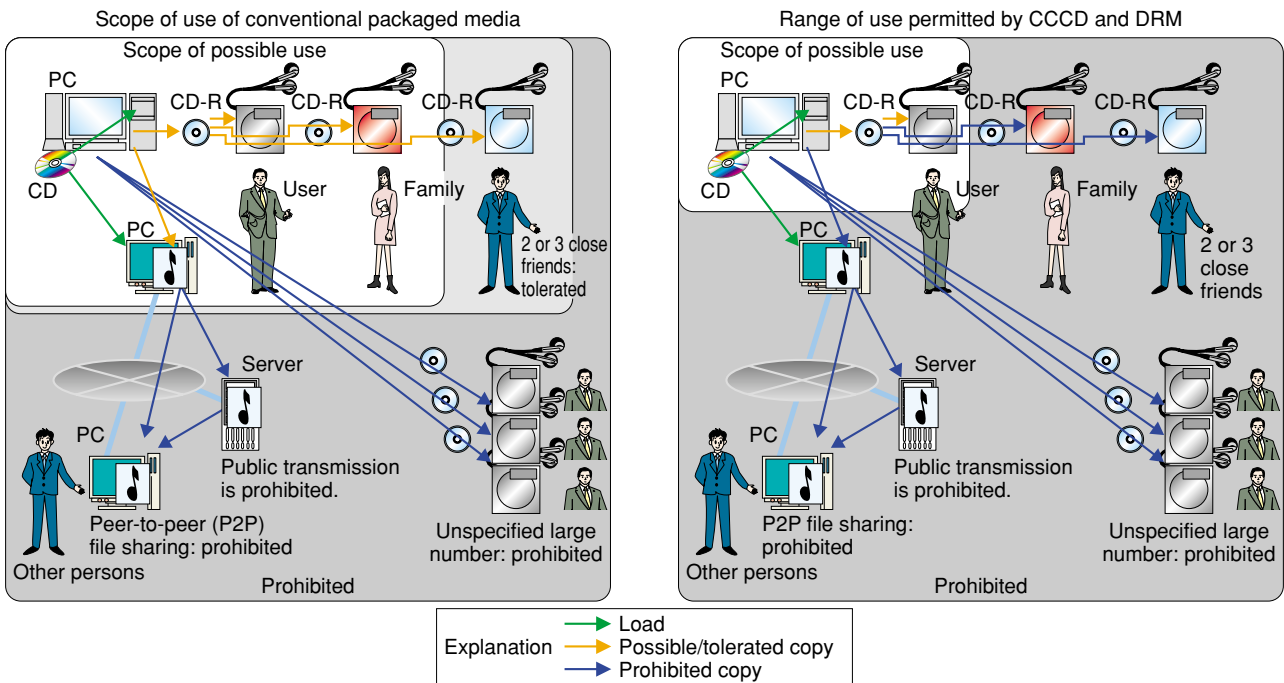 Scope of use of conventional packaged media
Scope of possible use
PC
CD-R
CD-R
CD-R
CD
User
Family
PC
2 or 3 close
friends:
tolerated
Server
PC
Public transmission
is prohibited.
Peer-to-peer (P2P)
file sharing: prohibited
Unspecified large
number: prohibited
Other persons
Prohibited
Range of use permitted by CCCD and DRM
Scope of possible use
PC
CD-R
CD-R
CD-R
CD
User
Family
PC
2 or 3
close
friends
Server
PC
Public transmission
is prohibited.
P2P file sharing:
prohibited
Unspecified large
number: prohibited
Other persons
Prohibited
Explanation
Load
Possible/tolerated copy
Prohibited copy